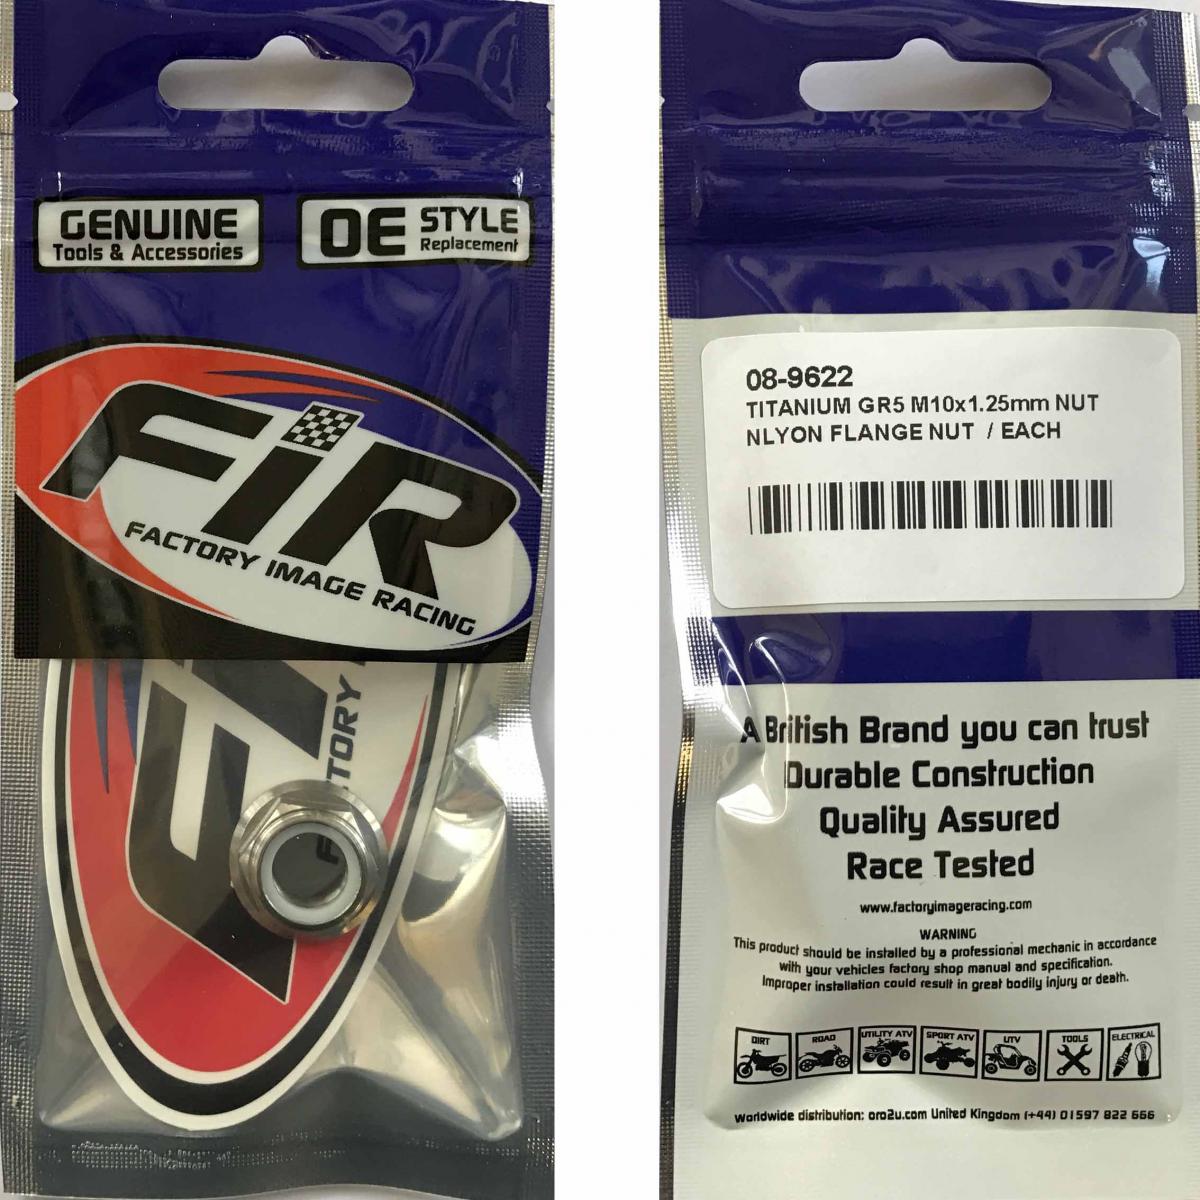 GENUINE
Tools & Accessories
OE STYLE
Replacement
FiR
FACTORY IMAGE RACING
08-9622
TITANIUM GR5 M10x1.25mm NUT
NLYON FLANGE NUT / EACH
A British Brand you can trust
Durable Construction
Quality Assured
Race Tested
www.factoryimageracing.com
WARNING
This product should be installed by a professional mechanic in accordance
with your vehicles factory shop manual and specification.
Improper installation could result in great bodily injury or death.
DIRT ROAD UTILITY ATV SPORT ATV UTV TOOLS ELECTRICAL
Worldwide distribution: oro2u.com United Kingdom (+44) 01597 822 666